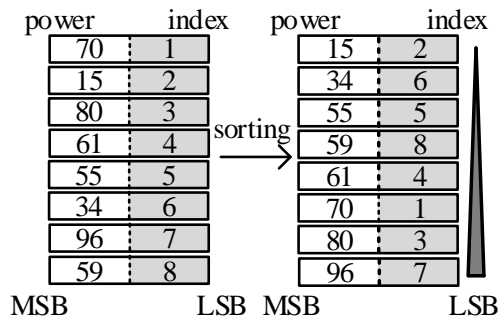 power index power index
70 1 15 2
15 2 34 6
80 3 55 5
61 4 59 8
sorting
55 5 61 4
34 6 70 1
96 7 80 3
59 8 96 7
MSB LSB MSB LSB